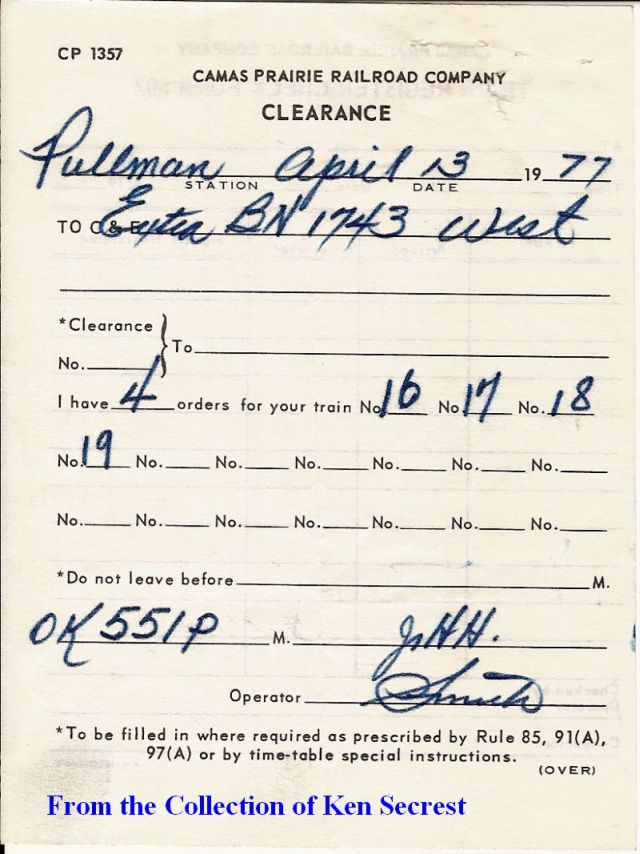 CP 1357
CAMAS PRAIRIE RAILROAD COMPANY
CLEARANCE
Pullman April 13 1977
STATION DATE
TO C & E Extra BN 1743 West
*Clearance
No. To
I have 4 orders for your train No. 16 No. 17 No. 18
No. 19 No. No. No. No. No. No.
No. No. No. No. No. No. No.
*Do not leave before M.
OK 551 P M. JHH.
Operator Smith
*To be filled in where required as prescribed by Rule 85, 91(A),
97(A) or by time-table special instructions.
(OVER)
From the Collection of Ken Secrest